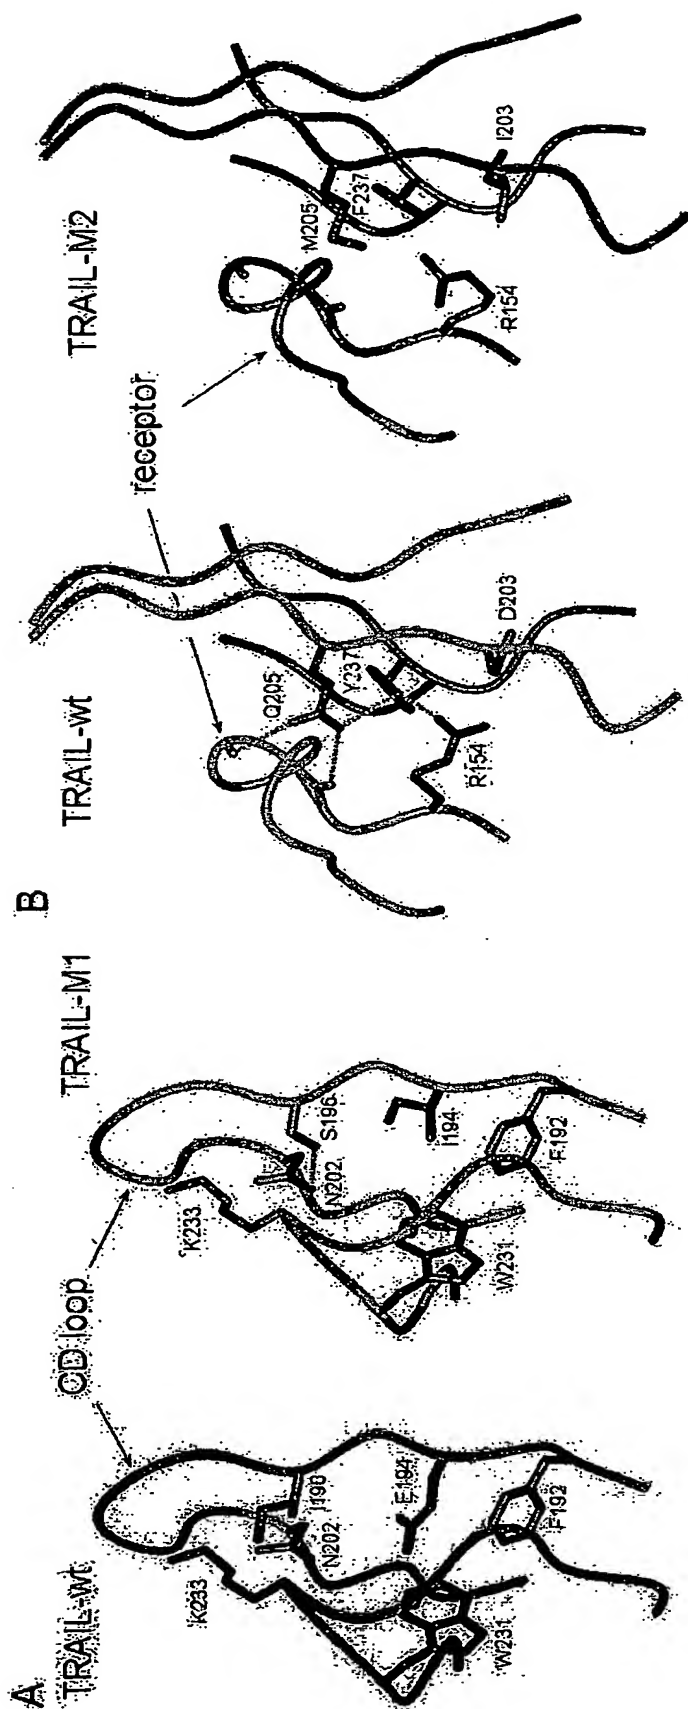 A
TRAIL-wt
CD loop
TRAIL-M1
K233
N202
I196
E194
W231
F192
K233
N202
S196
I194
W231
F192
B
TRAIL-wt
receptor
TRAIL-M2
Q205
Y237
R154
D203
M205
F237
R154
I203